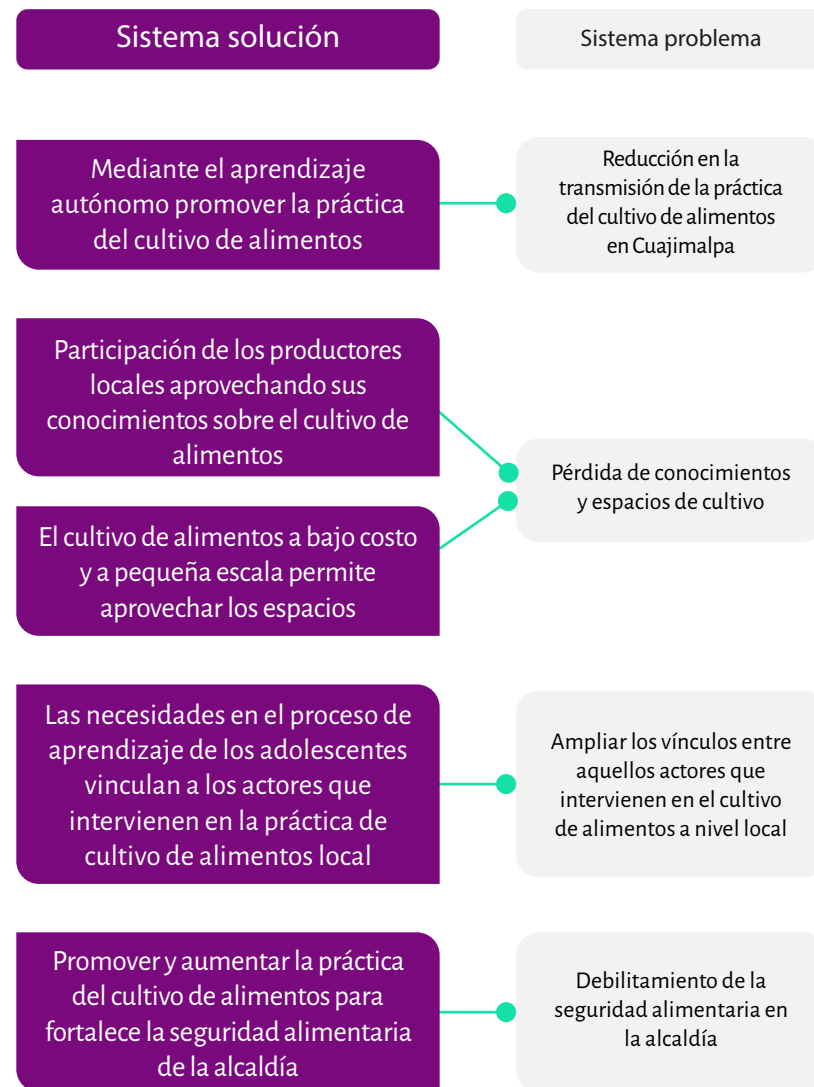 Sistema solución
Sistema problema
Mediante el aprendizaje
autónomo promover la práctica
del cultivo de alimentos
Reducción en la
transmisión de la práctica
del cultivo de alimentos
en Cuajimalpa
Participación de los productores
locales aprovechando sus
conocimientos sobre el cultivo de
alimentos
El cultivo de alimentos a bajo costo
y a pequeña escala permite
aprovechar los espacios
Pérdida de conocimientos
y espacios de cultivo
Las necesidades en el proceso de
aprendizaje de los adolescentes
vinculan a los actores que
intervienen en la práctica de
cultivo de alimentos local
Ampliar los vínculos entre
aquellos actores que
intervienen en el cultivo
de alimentos a nivel local
Promover y aumentar la práctica
del cultivo de alimentos para
fortalece la seguridad alimentaria
de la alcaldía
Debilitamiento de la
seguridad alimentaria en
la alcaldía